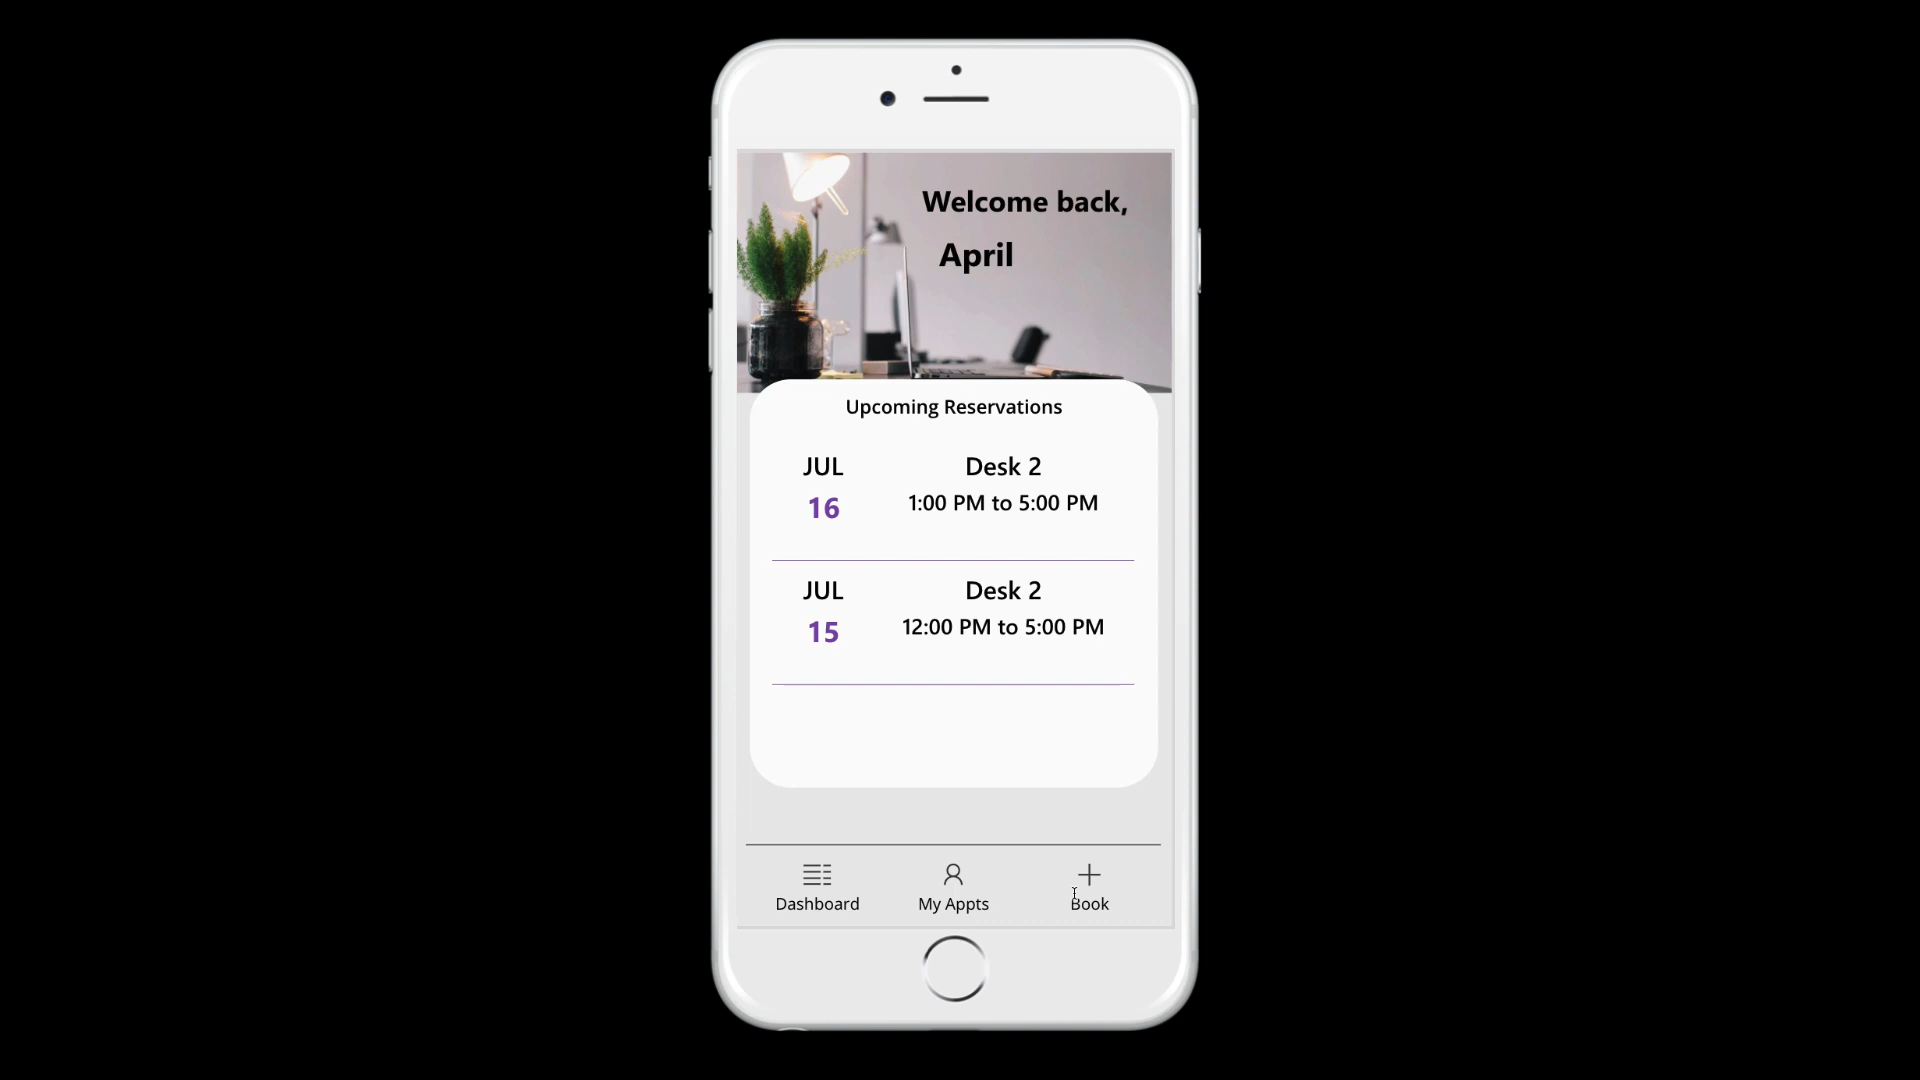 Welcome back,
April
Upcoming Reservations
JUL
16
Desk 2
1:00 PM to 5:00 PM
JUL
15
Desk 2
12:00 PM to 5:00 PM
Dashboard
My Appts
Book